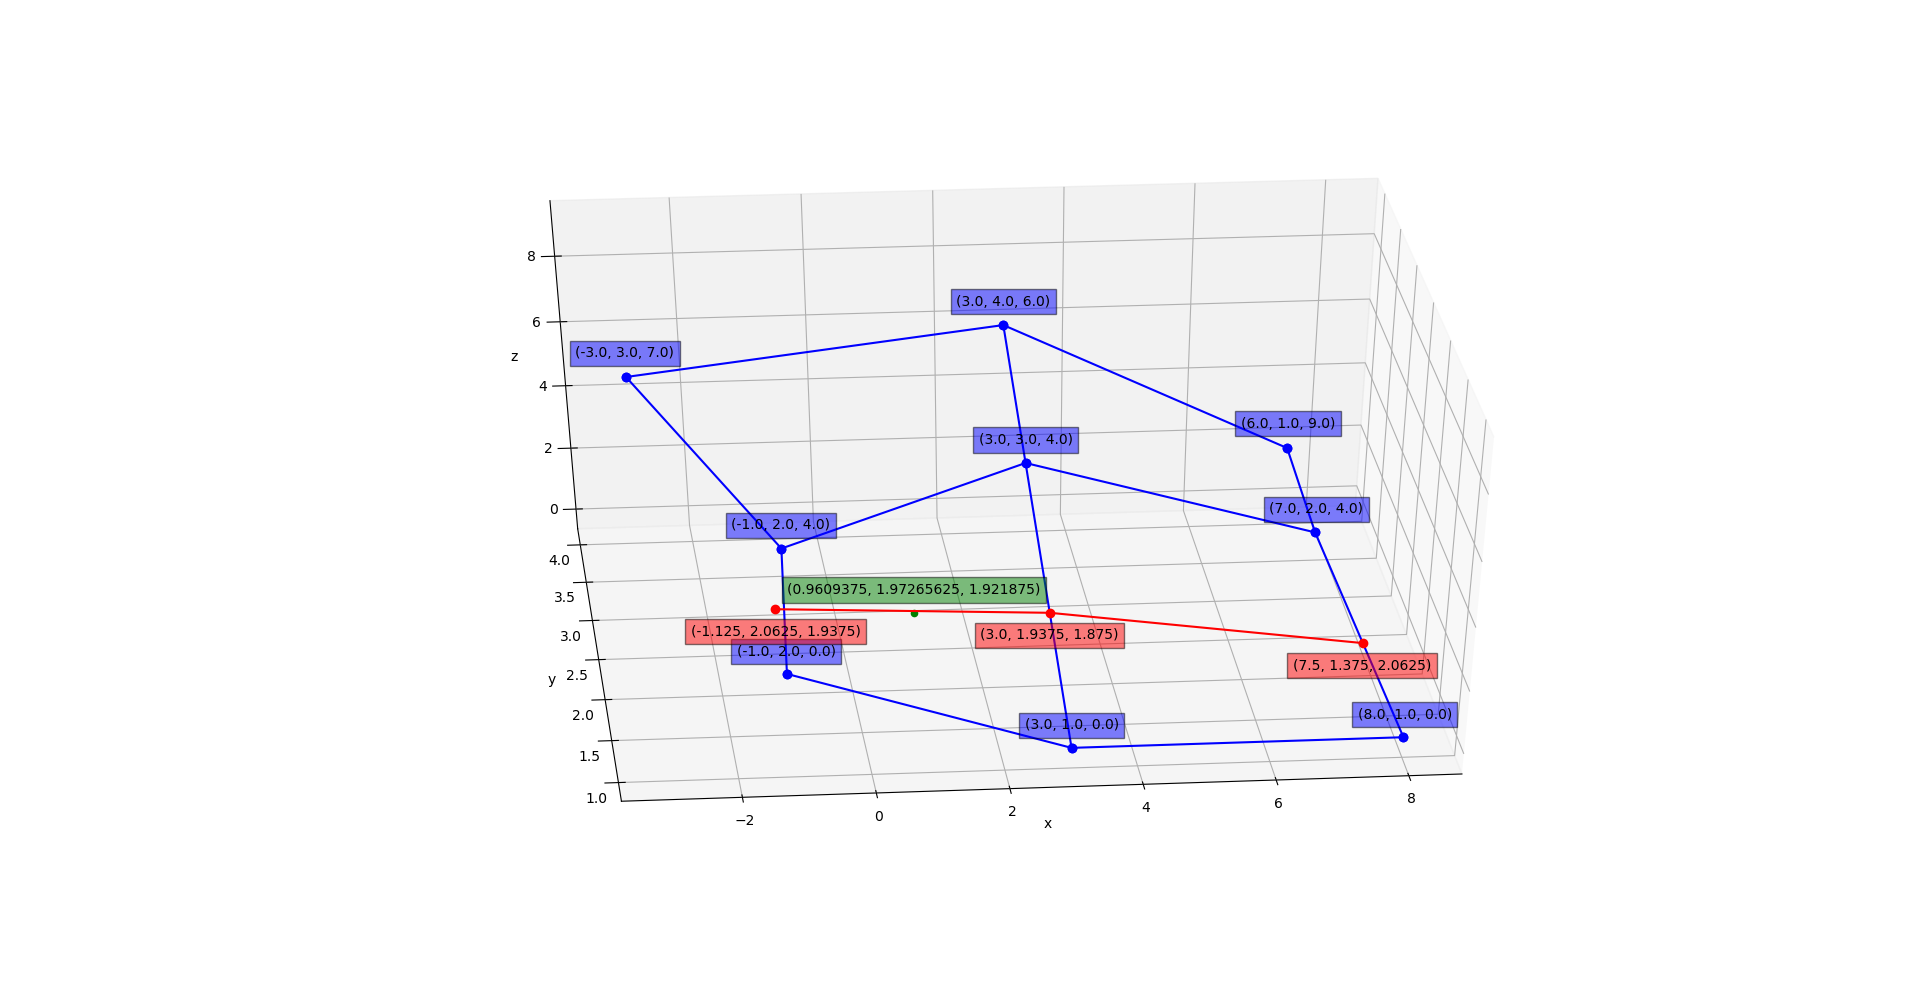 8
(3.0, 4.0, 6.0)
6
z
(-3.0, 3.0, 7.0)
4
(6.0, 1.0, 9.0)
(3.0, 3.0, 4.0)
2
0
(7.0, 2.0, 4.0)
(-1.0, 2.0, 4.0)
4.0
(0.9609375, 1.97265625, 1.921875)
3.5
(-1.125, 2.0625, 1.9375)
(3.0, 1.9375, 1.875)
3.0
(-1.0, 2.0, 0.0)
(7.5, 1.375, 2.0625)
y
2.5
2.0
(3.0, 1.0, 0.0)
(8.0, 1.0, 0.0)
1.5
1.0
−2
0
2
4
6
8
x